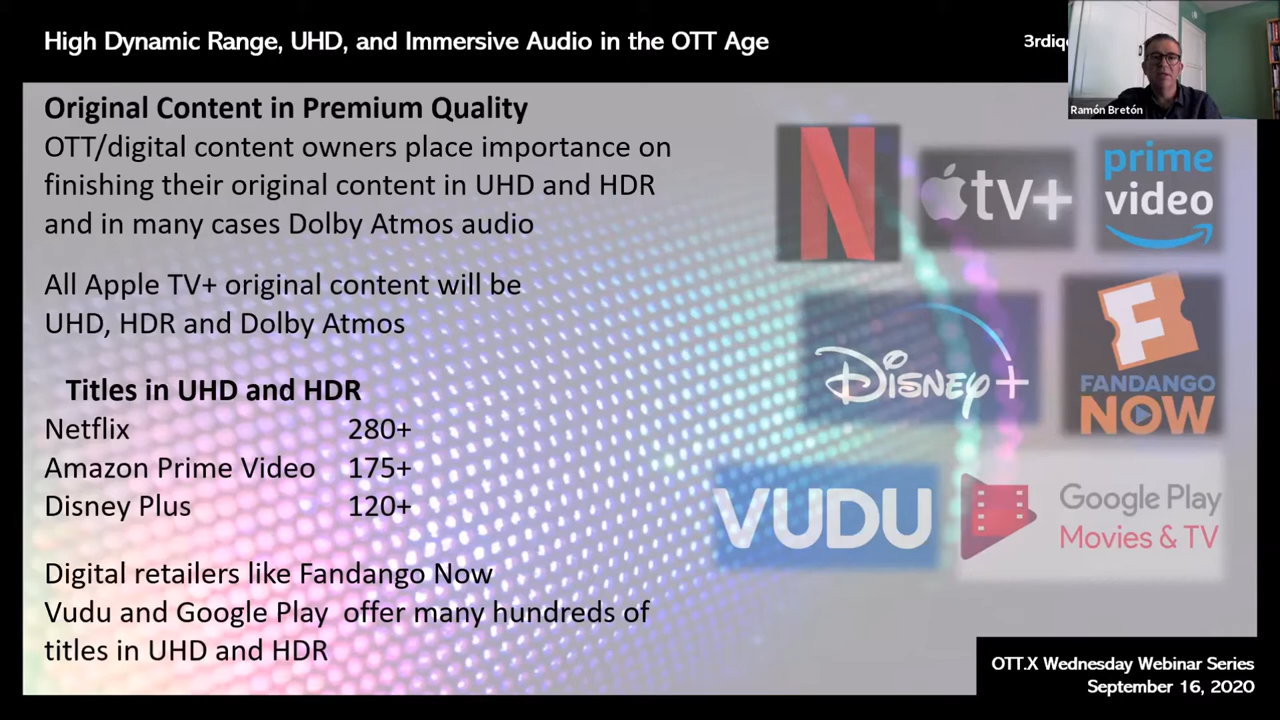 High Dynamic Range, UHD, and Immersive Audio in the OTT Age
Ramón Bretón
Original Content in Premium Quality
OTT/digital content owners place importance on
finishing their original content in UHD and HDR
and in many cases Dolby Atmos audio
All Apple TV+ original content will be
UHD, HDR and Dolby Atmos
Titles in UHD and HDR
Netflix 280+
Amazon Prime Video 175+
Disney Plus 120+
Digital retailers like Fandango Now
Vudu and Google Play offer many hundreds of
titles in UHD and HDR
N
tv+
prime
video
Disney+
F
FANDANGO
NOW
VUDU
Google Play
Movies & TV
OTT.X Wednesday Webinar Series
September 16, 2020